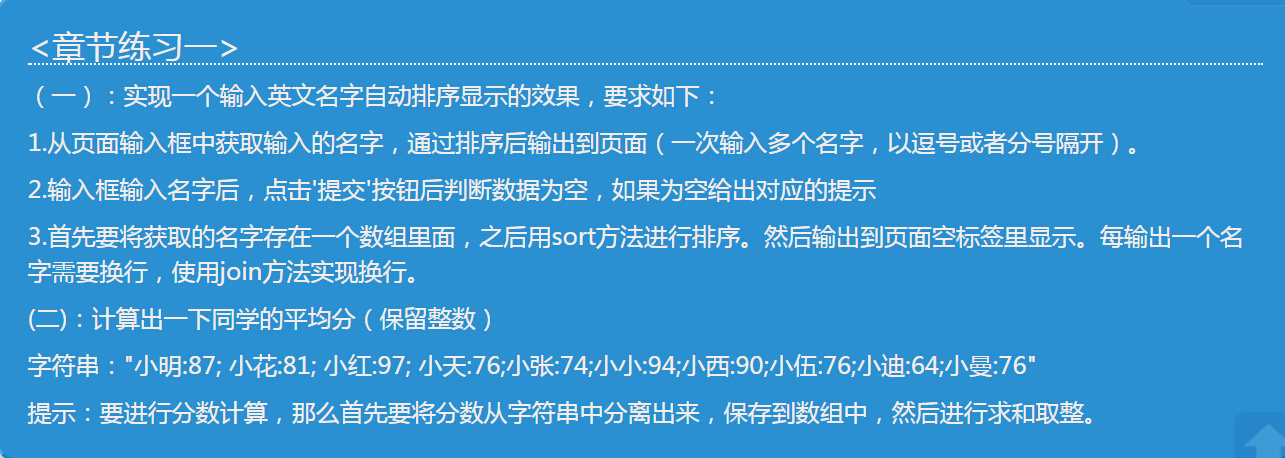 <章节练习一>
（一）：实现一个输入英文名字自动排序显示的效果，要求如下：
1.从页面输入框中获取输入的名字，通过排序后输出到页面（一次输入多个名字，以逗号或者分号隔开）。
2.输入框输入名字后，点击'提交'按钮后判断数据为空，如果为空给出对应的提示
3.首先要将获取的名字存在一个数组里面，之后用sort方法进行排序。然后输出到页面空标签里显示。每输出一个名
字需要换行，使用join方法实现换行。
(二)：计算出一下同学的平均分（保留整数）
字符串："小明:87; 小花:81; 小红:97; 小天:76;小张:74;小小:94;小西:90;小伍:76;小迪:64;小曼:76"
提示：要进行分数计算，那么首先要将分数从字符串中分离出来，保存到数组中，然后进行求和取整。